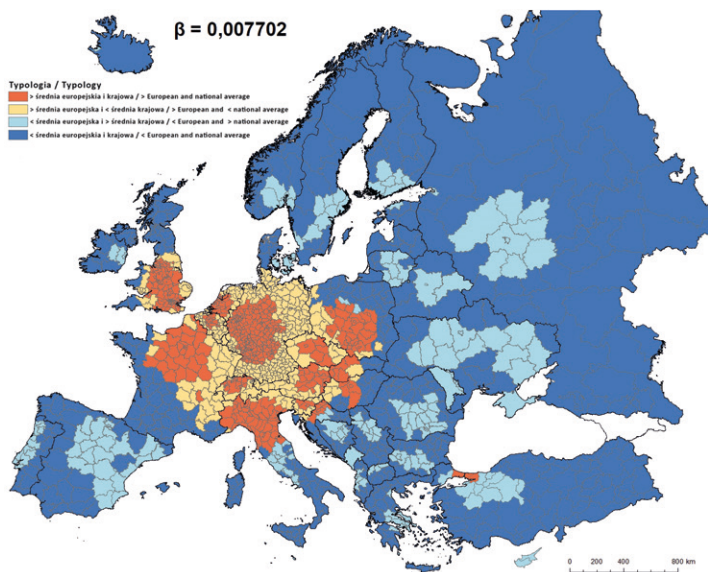 β = 0,007702
Typologia / Typology
> średnia europejska i krajowa / > European and national average
> średnia europejska i < średnia krajowa / > European and < national average
< średnia europejska i > średnia krajowa / < European and > national average
< średnia europejska i krajowa / < European and national average
0 200 400 800 km